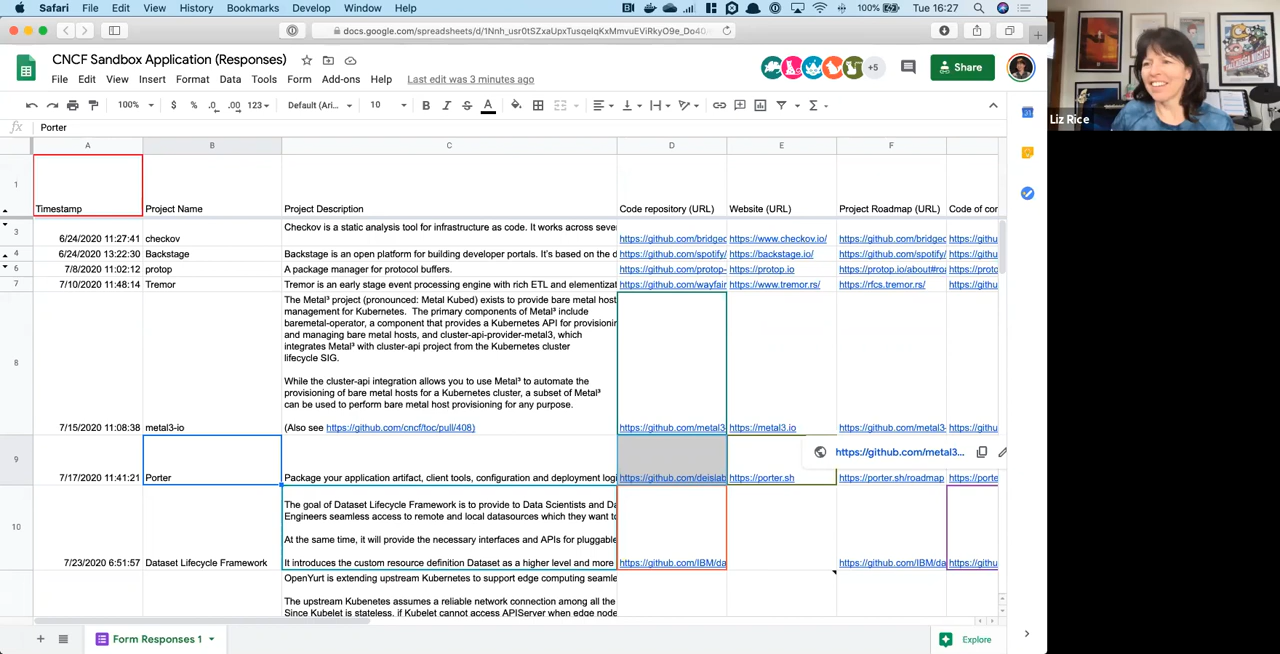 Safari File Edit View History Bookmarks Develop Window Help 100% Tue 16:27
docs.google.com/spreadsheets/d/1Nnh_usr0tSZxaUpxTusqelqKxMmvuEViRkyO9e_Do40
CNCF Sandbox Application (Responses)
File Edit View Insert Format Data Tools Form Add-ons Help Last edit was 3 minutes ago
+5 Share
100% $ % .0 .00 123 Default (Ari... 10 B I S A
fx Porter
A B C D E F
1 Timestamp Project Name Project Description Code repository (URL) Website (URL) Project Roadmap (URL) Code of con
Checkov is a static analysis tool for infrastructure as code. It works across seve
3 6/24/2020 11:27:41 checkov https://github.com/bridgec https://www.checkov.io/ https://github.com/bridgec https://githu
4 6/24/2020 13:22:30 Backstage Backstage is an open platform for building developer portals. It's based on the d https://github.com/spotify/ https://backstage.io/ https://github.com/spotify/ https://githu
6 7/8/2020 11:02:12 protop A package manager for protocol buffers. https://github.com/protop- https://protop.io https://protop.io/about#ro https://proto
7 7/10/2020 11:48:14 Tremor Tremor is an early stage event processing engine with rich ETL and elementizat https://github.com/wayfair https://www.tremor.rs/ https://rfcs.tremor.rs/ https://githu
The Metal³ project (pronounced: Metal Kubed) exists to provide bare metal host
management for Kubernetes. The primary components of Metal³ include
baremetal-operator, a component that provides a Kubernetes API for provisionin
and managing bare metal hosts, and cluster-api-provider-metal3, which
integrates Metal³ with cluster-api project from the Kubernetes cluster
lifecycle SIG.
8
While the cluster-api integration allows you to use Metal³ to automate the
provisioning of bare metal hosts for a Kubernetes cluster, a subset of Metal³
can be used to perform bare metal host provisioning for any purpose.
7/15/2020 11:08:38 metal3-io (Also see https://github.com/cncf/toc/pull/408) https://github.com/metal3- https://metal3.io https://github.com/metal3- https://githu
https://github.com/metal3...
9
7/17/2020 11:41:21 Porter Package your application artifact, client tools, configuration and deployment logi https://github.com/deislab https://porter.sh https://porter.sh/roadmap https://porte
The goal of Dataset Lifecycle Framework is to provide to Data Scientists and Da
Engineers seamless access to remote and local datasources which they want to
10
At the same time, it will provide the necessary interfaces and APIs for pluggable
7/23/2020 6:51:57 Dataset Lifecycle Framework It introduces the custom resource definition Dataset as a higher level and more https://github.com/IBM/da https://github.com/IBM/da https://githu
OpenYurt is extending upstream Kubernetes to support edge computing seamle
The upstream Kubenetes assumes a reliable network connection among all the
Since Kubelet is stateless, if Kubelet cannot access APIServer when edge node
Form Responses 1 Explore
Liz Rice